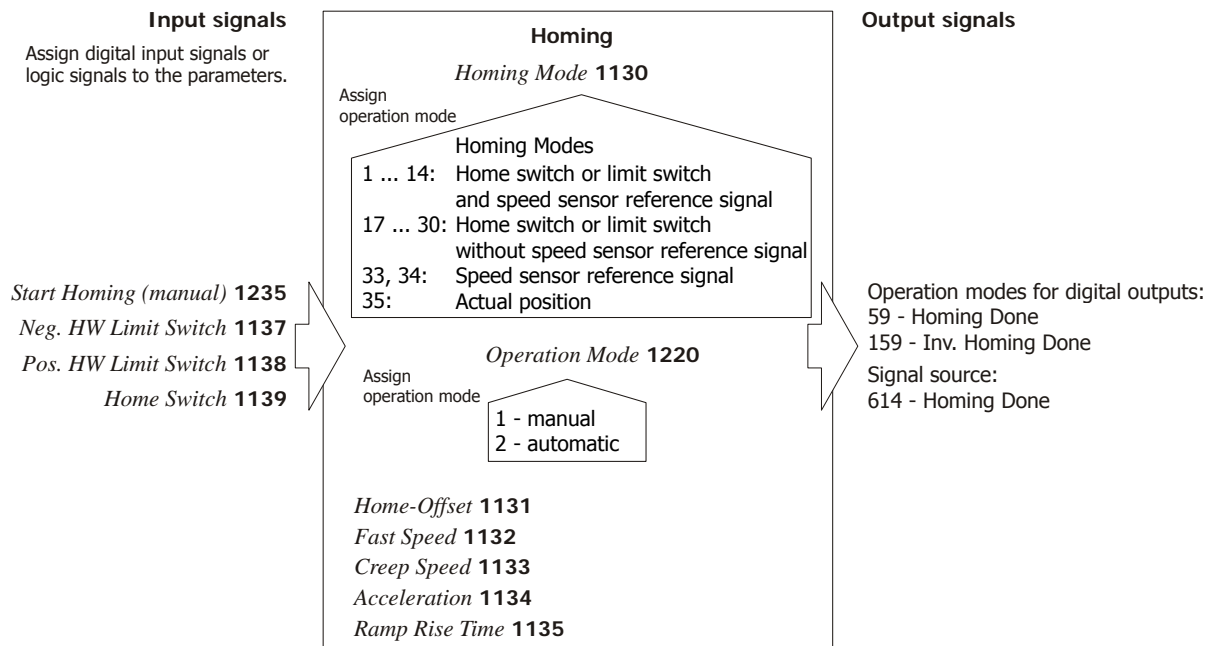 Input signals
Assign digital input signals or
logic signals to the parameters.
Start Homing (manual) 1235
Neg. HW Limit Switch 1137
Pos. HW Limit Switch 1138
Home Switch 1139
Homing
Homing Mode 1130
Assign
operation mode
Homing Modes
1 ... 14: Home switch or limit switch
and speed sensor reference signal
17 ... 30: Home switch or limit switch
without speed sensor reference signal
33, 34: Speed sensor reference signal
35: Actual position
Operation Mode 1220
Assign
operation mode
1 - manual
2 - automatic
Home-Offset 1131
Fast Speed 1132
Creep Speed 1133
Acceleration 1134
Ramp Rise Time 1135
Output signals
Operation modes for digital outputs:
59 - Homing Done
159 - Inv. Homing Done
Signal source:
614 - Homing Done